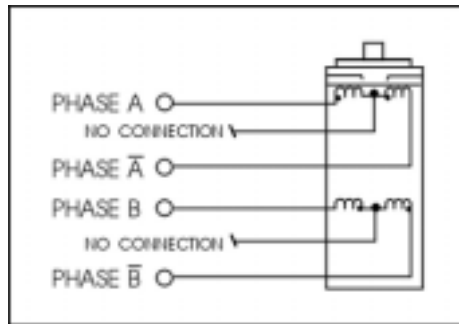 PHASE A
NO CONNECTION
PHASE A̅
PHASE B
NO CONNECTION
PHASE B̅